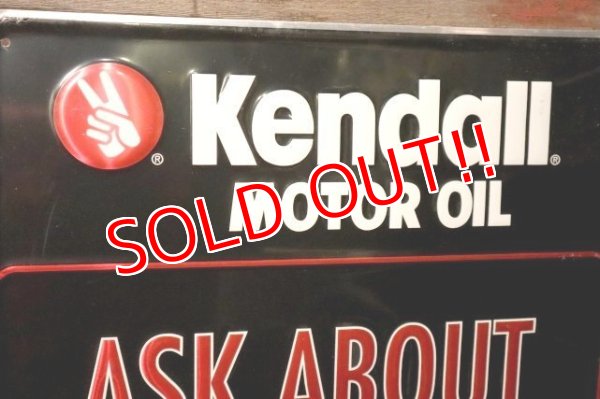 ® Kendall®
MOTOR OIL
SOLD OUT!!
ASK ABOUT